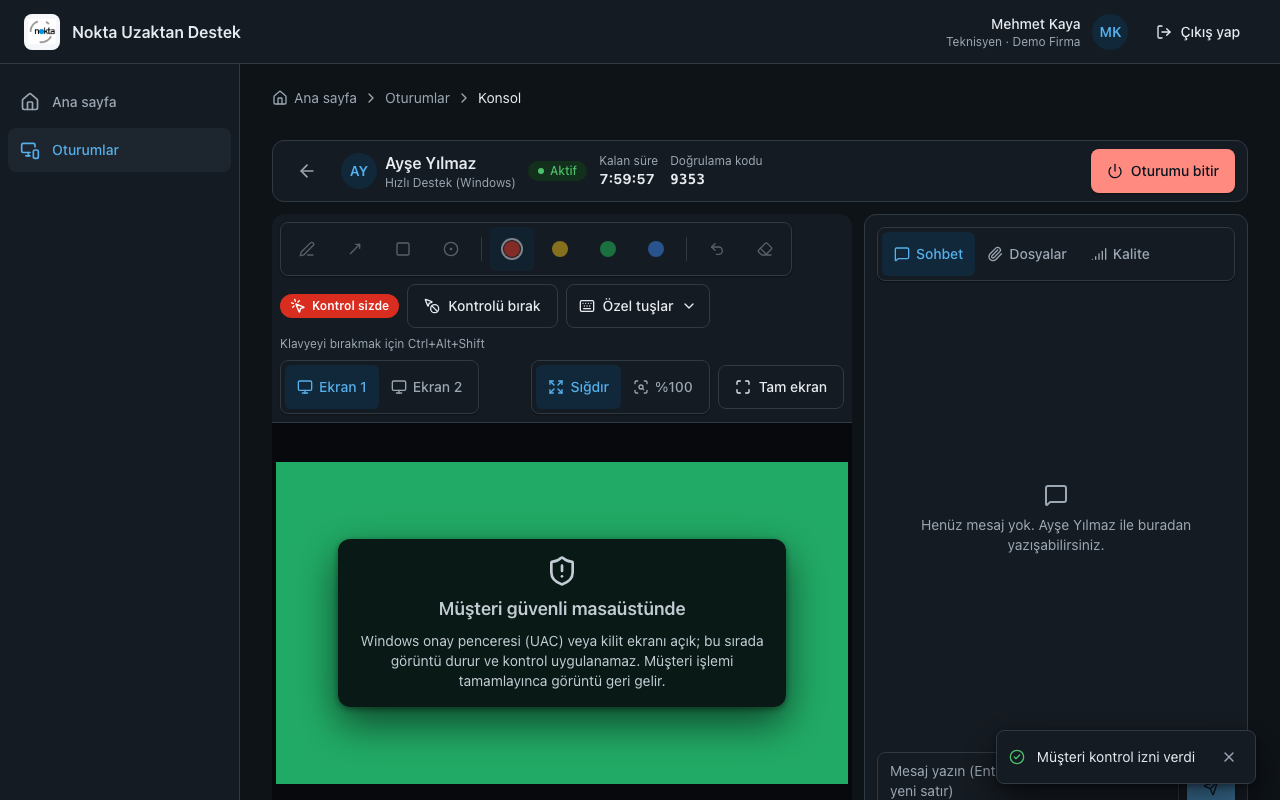 nokta
Nokta Uzaktan Destek
Mehmet Kaya
Teknisyen · Demo Firma
MK
Çıkış yap
Ana sayfa
Oturumlar
Ana sayfa
Oturumlar
Konsol
AY
Ayşe Yılmaz
Hızlı Destek (Windows)
Aktif
Kalan süre
7:59:57
Doğrulama kodu
9353
Oturumu bitir
Kontrol sizde
Kontrolü bırak
Özel tuşlar
Klavyeyi bırakmak için Ctrl+Alt+Shift
Ekran 1
Ekran 2
Sığdır
%100
Tam ekran
Müşteri güvenli masaüstünde
Windows onay penceresi (UAC) veya kilit ekranı açık; bu sırada
görüntü durur ve kontrol uygulanamaz. Müşteri işlemi
tamamlayınca görüntü geri gelir.
Sohbet
Dosyalar
Kalite
Henüz mesaj yok. Ayşe Yılmaz ile buradan
yazışabilirsiniz.
Mesaj yazın (Ent
yeni satır)
Müşteri kontrol izni verdi